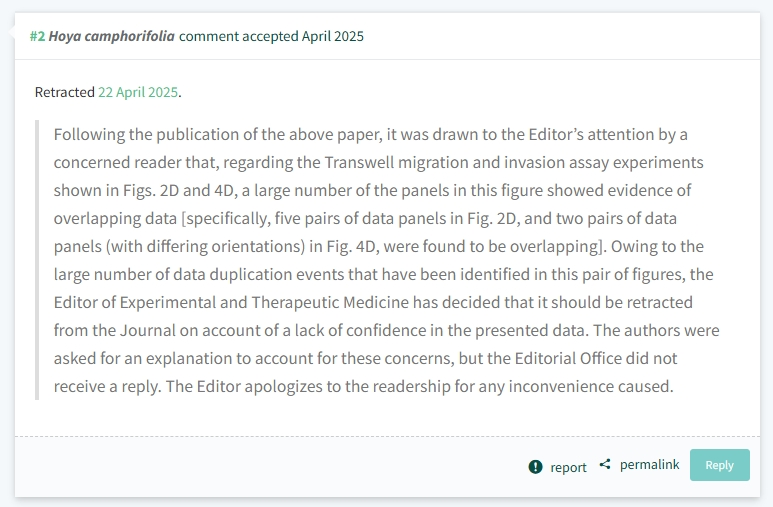 #2 Hoya camphorifolia comment accepted April 2025
Retracted 22 April 2025.
Following the publication of the above paper, it was drawn to the Editor’s attention by a
concerned reader that, regarding the Transwell migration and invasion assay experiments
shown in Figs. 2D and 4D, a large number of the panels in this figure showed evidence of
overlapping data [specifically, five pairs of data panels in Fig. 2D, and two pairs of data
panels (with differing orientations) in Fig. 4D, were found to be overlapping]. Owing to the
large number of data duplication events that have been identified in this pair of figures, the
Editor of Experimental and Therapeutic Medicine has decided that it should be retracted
from the Journal on account of a lack of confidence in the presented data. The authors were
asked for an explanation to account for these concerns, but the Editorial Office did not
receive a reply. The Editor apologizes to the readership for any inconvenience caused.
report permalink Reply